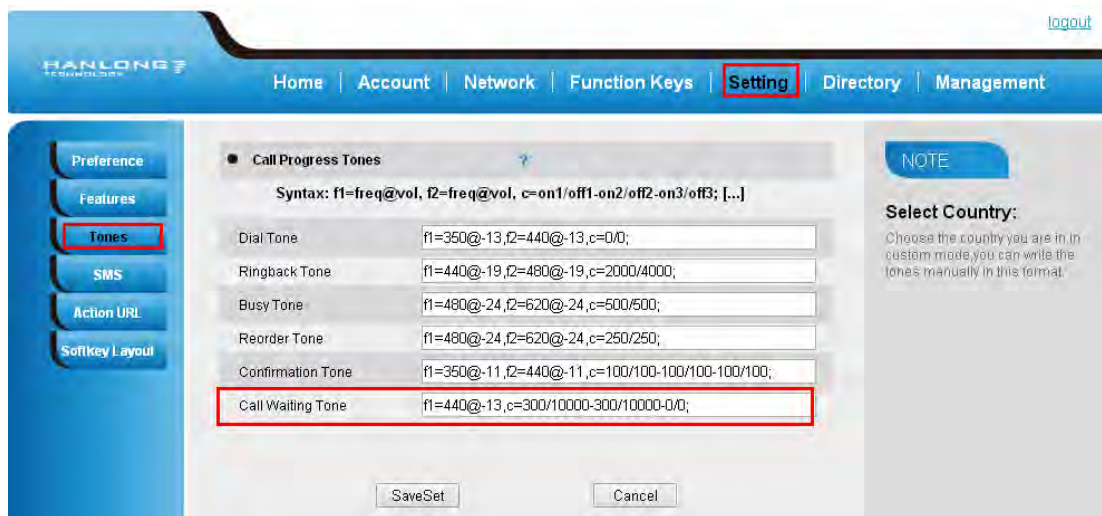 logout
HANLONG
TECHNOLOGY
Home | Account | Network | Function Keys | Setting | Directory | Management
Preference
Features
Tones
SMS
Action URL
Softkey Layout
Call Progress Tones ?
Syntax: f1=freq@vol, f2=freq@vol, c=on1/off1-on2/off2-on3/off3; [...]
Dial Tone f1=350@-13,f2=440@-13,c=0/0;
Ringback Tone f1=440@-19,f2=480@-19,c=2000/4000;
Busy Tone f1=480@-24,f2=620@-24,c=500/500;
Reorder Tone f1=480@-24,f2=620@-24,c=250/250;
Confirmation Tone f1=350@-11,f2=440@-11,c=100/100-100/100-100/100;
Call Waiting Tone f1=440@-13,c=300/10000-300/10000-0/0;
SaveSet Cancel
NOTE
Select Country:
Choose the country you are in.in
custom mode,you can write the
tones manually in this format.